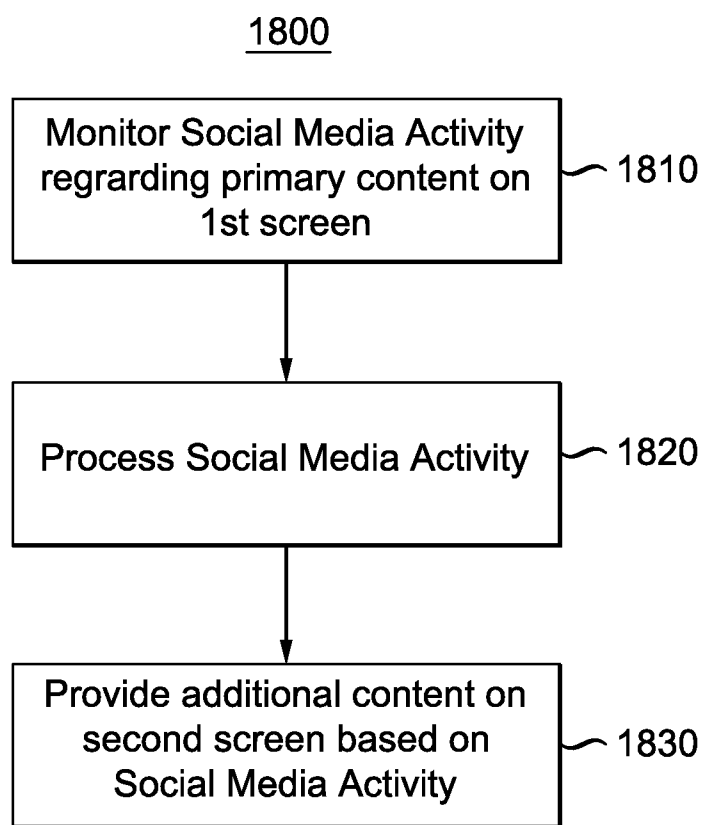 1800
Monitor Social Media Activity
regrarding primary content on
1st screen
1810
Process Social Media Activity
1820
Provide additional content on
second screen based on
Social Media Activity
1830